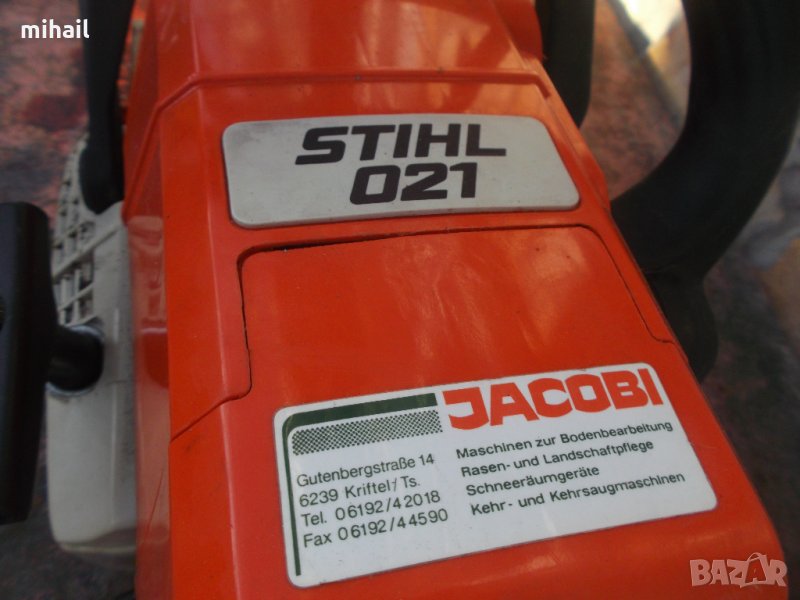 mihail
STIHL
021
JACOBI
Gutenbergstraße 14
6239 Kriftel/Ts.
Tel. 06192/42018
Fax 06192/44590
Maschinen zur Bodenbearbeitung
Rasen- und Landschaftpflege
Schneeräumgeräte
Kehr- und Kehrsaugmaschinen
BAZAR